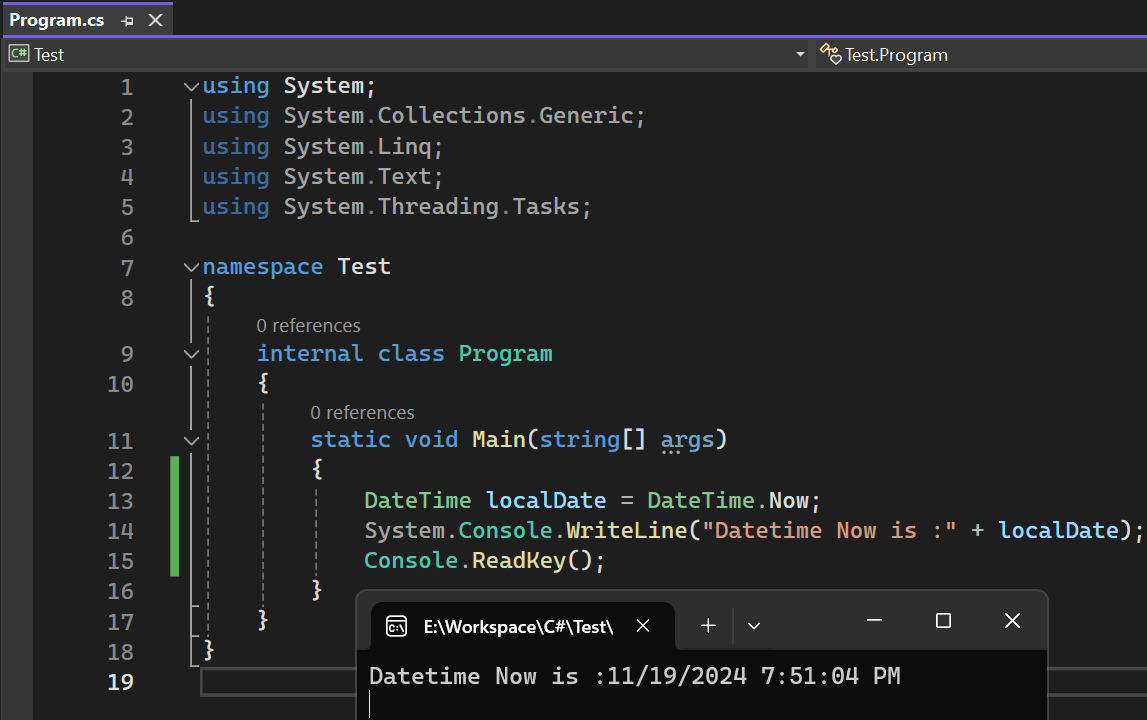 Program.cs
C# Test
Test.Program
1 using System;
2 using System.Collections.Generic;
3 using System.Linq;
4 using System.Text;
5 using System.Threading.Tasks;
6
7 namespace Test
8 {
0 references
9 internal class Program
10 {
0 references
11 static void Main(string[] args)
12 {
13 DateTime localDate = DateTime.Now;
14 System.Console.WriteLine("Datetime Now is :" + localDate);
15 Console.ReadKey();
16 }
17 }
18 }
19
C:\ E:\Workspace\C#\Test\
Datetime Now is :11/19/2024 7:51:04 PM